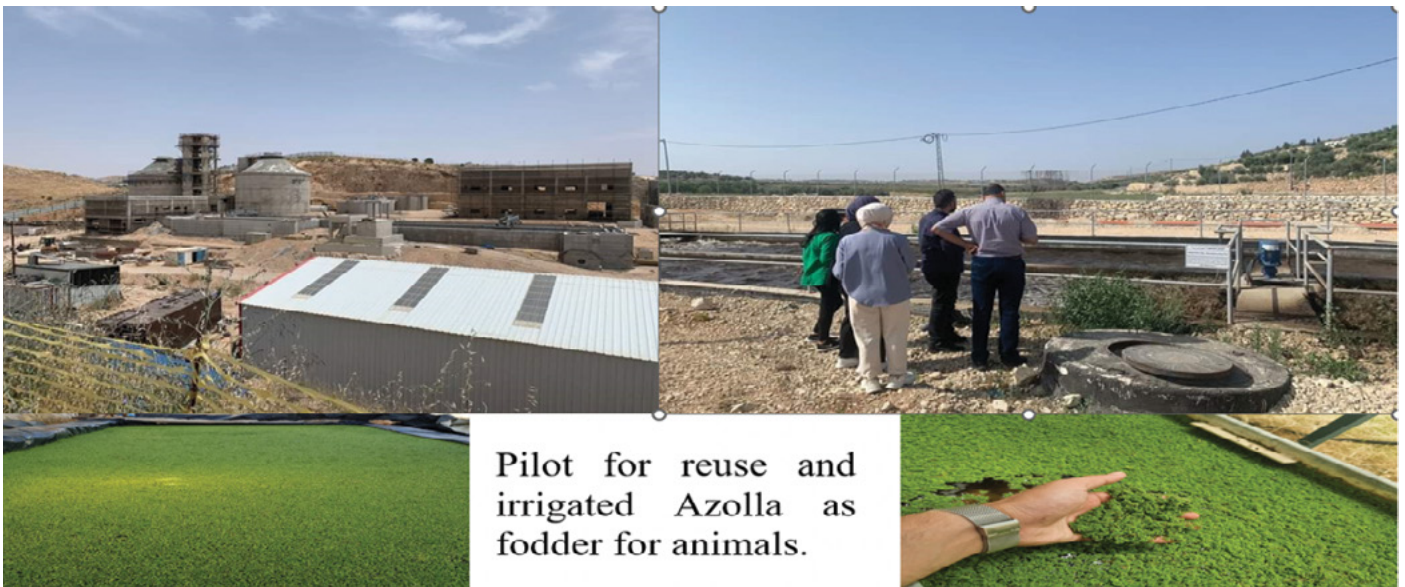 Pilot for reuse and
irrigated Azolla as
fodder for animals.